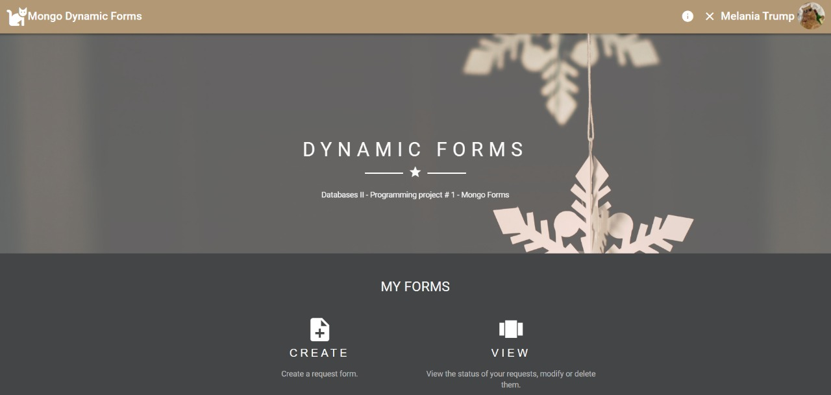 Mongo Dynamic Forms
Melania Trump
DYNAMIC FORMS
Databases II - Programming project # 1 - Mongo Forms
MY FORMS
CREATE
Create a request form.
VIEW
View the status of your requests, modify or delete
them.